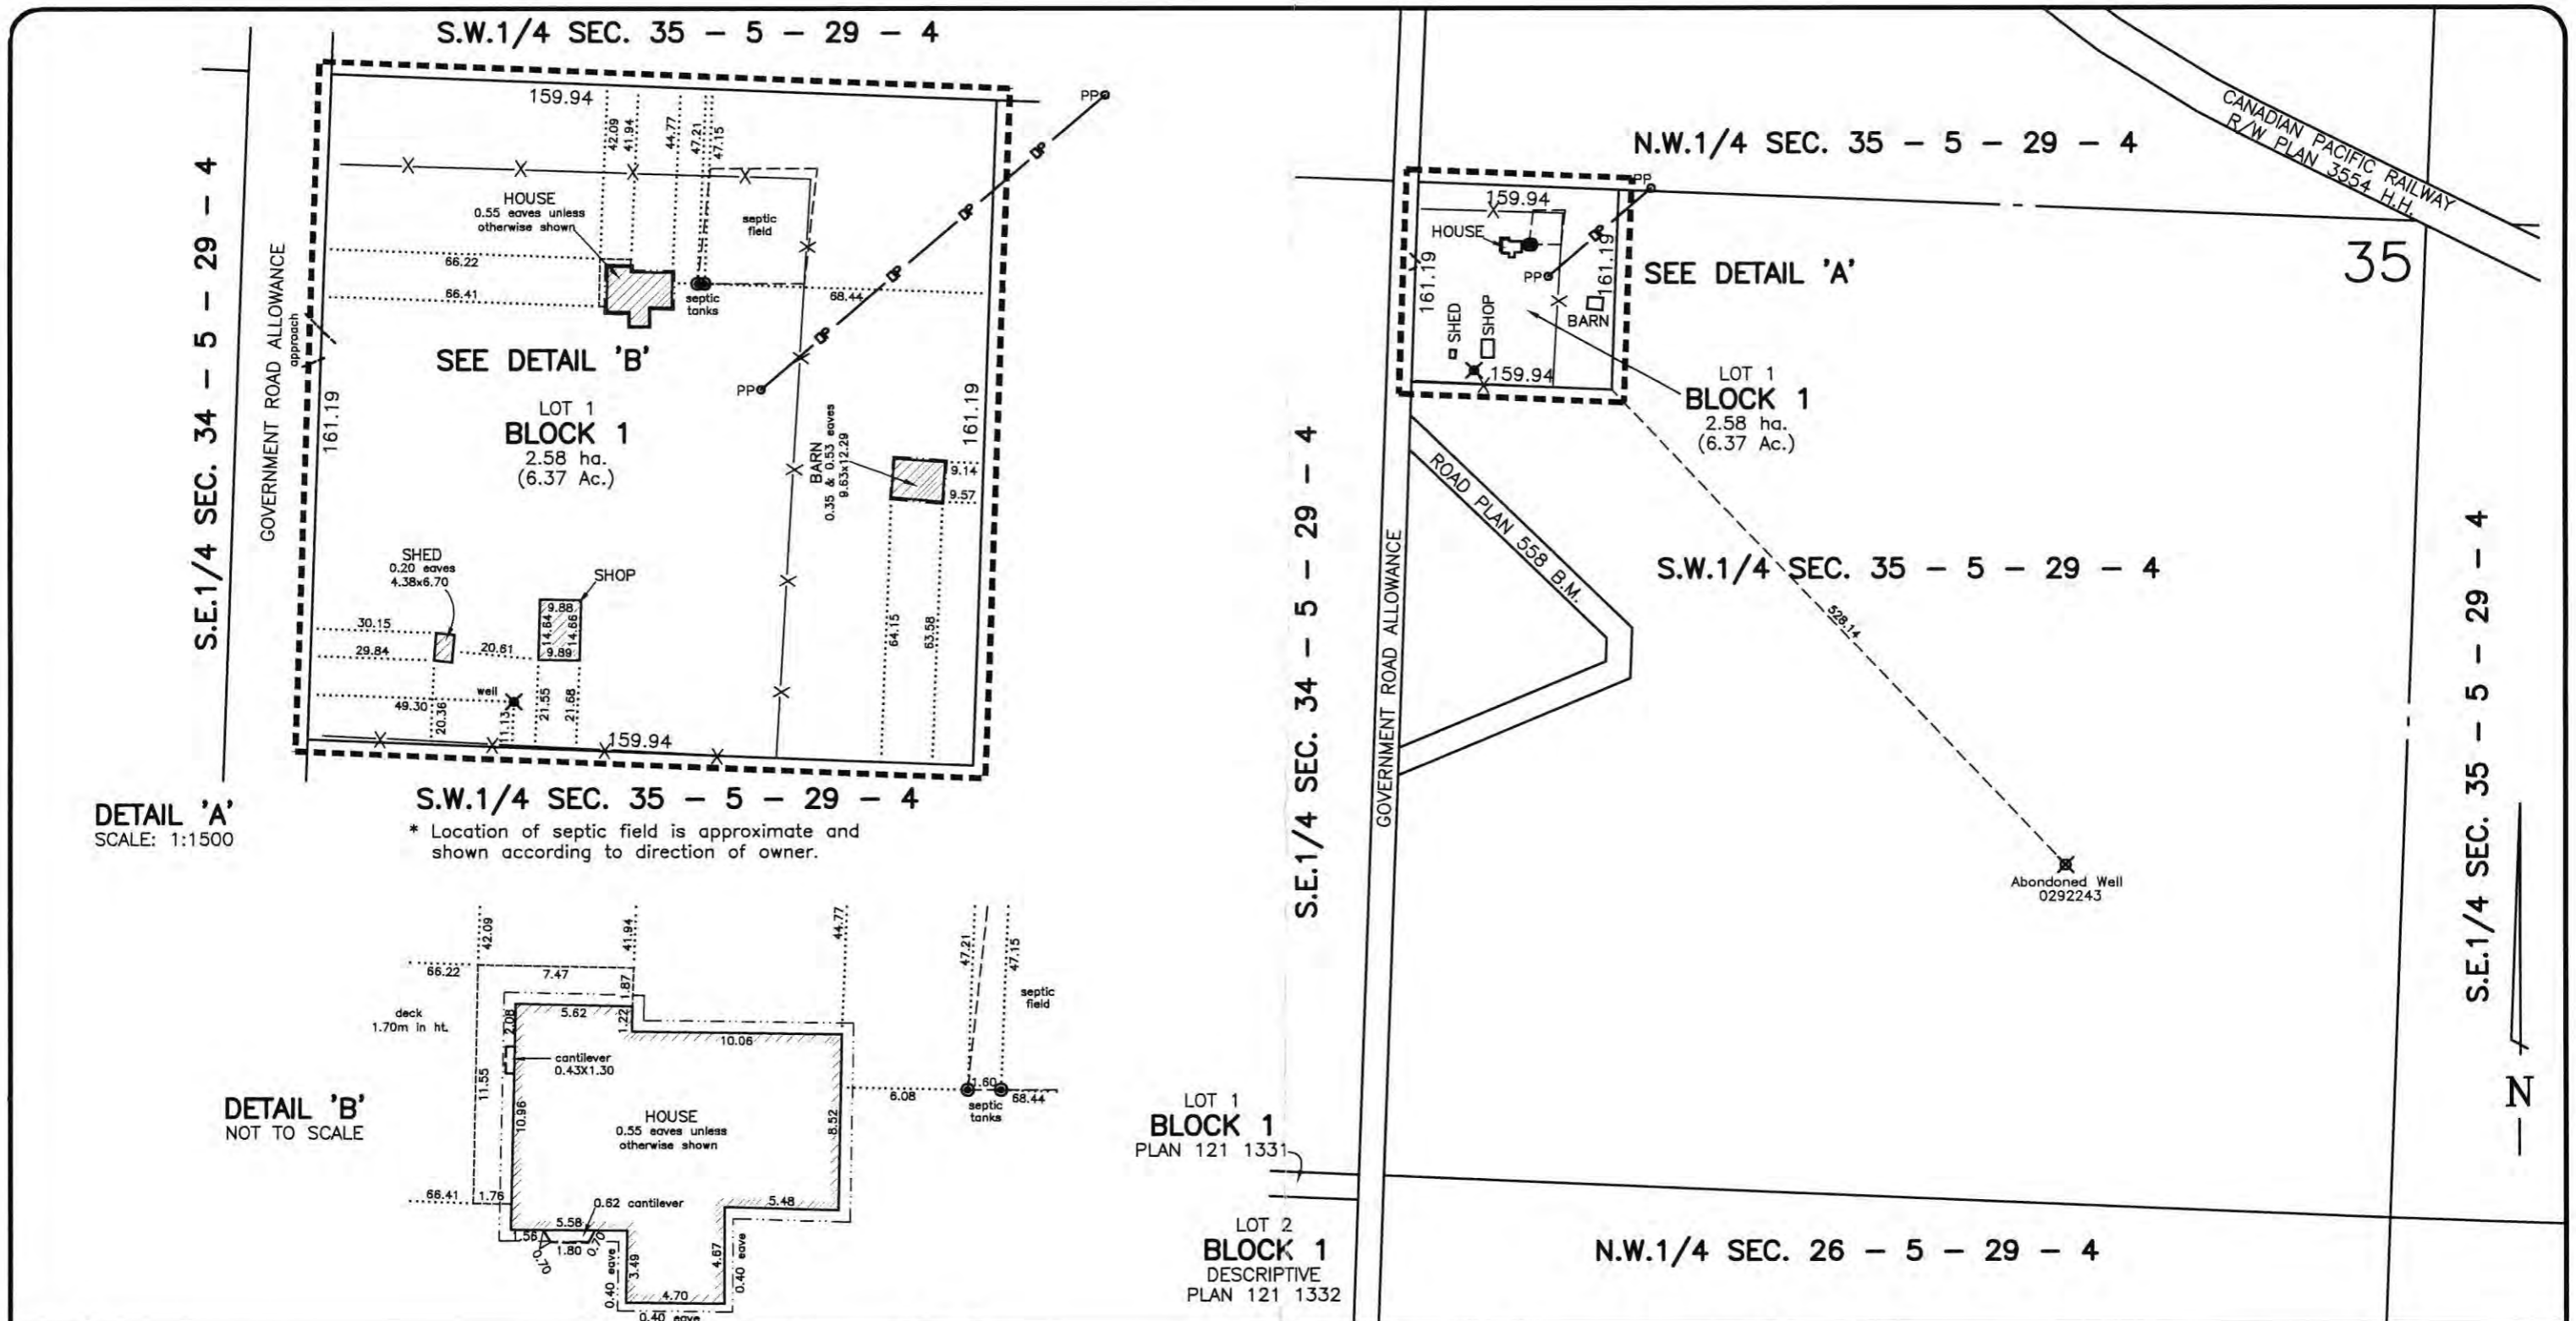 S.W.1/4 SEC. 35 – 5 – 29 – 4
159.94
42.09
41.94
44.77
47.21
47.15
PP
HOUSE
0.55 eaves unless
otherwise shown
septic
field
66.22
66.41
septic
tanks
68.44
S.E.1/4 SEC. 34 – 5 – 29 – 4
GOVERNMENT ROAD ALLOWANCE
approach
161.19
SEE DETAIL 'B'
PP
LOT 1
BLOCK 1
2.58 ha.
(6.37 Ac.)
BARN
0.35 & 0.53 eaves
9.63x12.29
161.19
9.14
9.57
64.15
63.58
SHED
0.20 eaves
4.38x6.70
SHOP
9.88
14.64
14.66
9.89
30.15
29.84
20.61
well
49.30
20.36
11.13
21.55
21.68
159.94
S.W.1/4 SEC. 35 – 5 – 29 – 4
DETAIL 'A'
SCALE: 1:1500
* Location of septic field is approximate and
shown according to direction of owner.
42.09
41.94
44.77
47.21
47.15
66.22
7.47
1.87
deck
1.70m in ht.
2.08
5.62
1.22
10.06
septic
field
cantilever
0.43X1.30
11.55
10.96
HOUSE
0.55 eaves unless
otherwise shown
8.52
6.08
1.60
68.44
septic
tanks
DETAIL 'B'
NOT TO SCALE
66.41
1.76
0.62 cantilever
5.48
5.58
.56
0.70
1.80
0.70
0.40 eave
3.49
4.67
0.40 eave
4.70
0.40 eave
N.W.1/4 SEC. 35 – 5 – 29 – 4
CANADIAN PACIFIC RAILWAY
R/W PLAN 3554 H.H.
35
PP
159.94
HOUSE
161.19
PP
161.19
SEE DETAIL 'A'
SHED
SHOP
BARN
159.94
LOT 1
BLOCK 1
2.58 ha.
(6.37 Ac.)
ROAD PLAN 558 B.M.
S.E.1/4 SEC. 34 – 5 – 29 – 4
GOVERNMENT ROAD ALLOWANCE
S.W.1/4 SEC. 35 – 5 – 29 – 4
528.14
S.E.1/4 SEC. 35 – 5 – 29 – 4
Abondoned Well
0292243
N
LOT 1
BLOCK 1
PLAN 121 1331
LOT 2
BLOCK 1
DESCRIPTIVE
PLAN 121 1332
N.W.1/4 SEC. 26 – 5 – 29 – 4